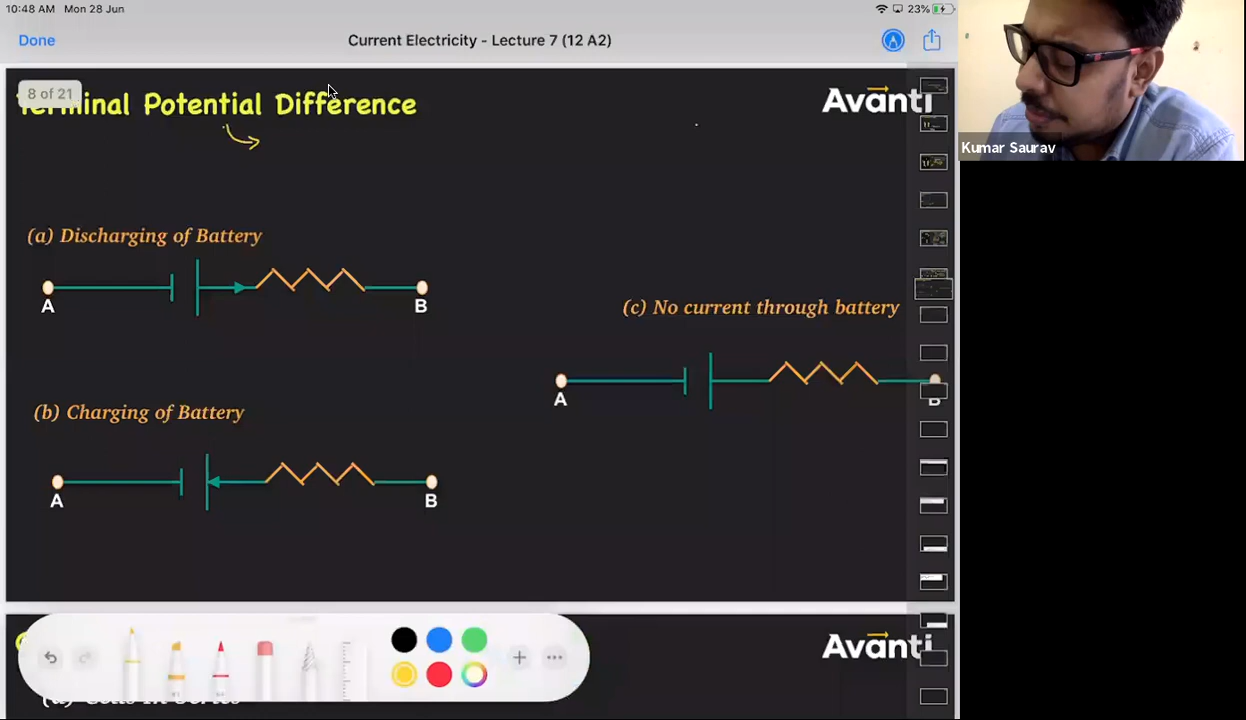 10:48 AM Mon 28 Jun
23%
Done
Current Electricity - Lecture 7 (12 A2)
8 of 21
Terminal Potential Difference
Avanti
Kumar Saurav
(a) Discharging of Battery
A
B
(c) No current through battery
A
B
(b) Charging of Battery
A
B
Avanti